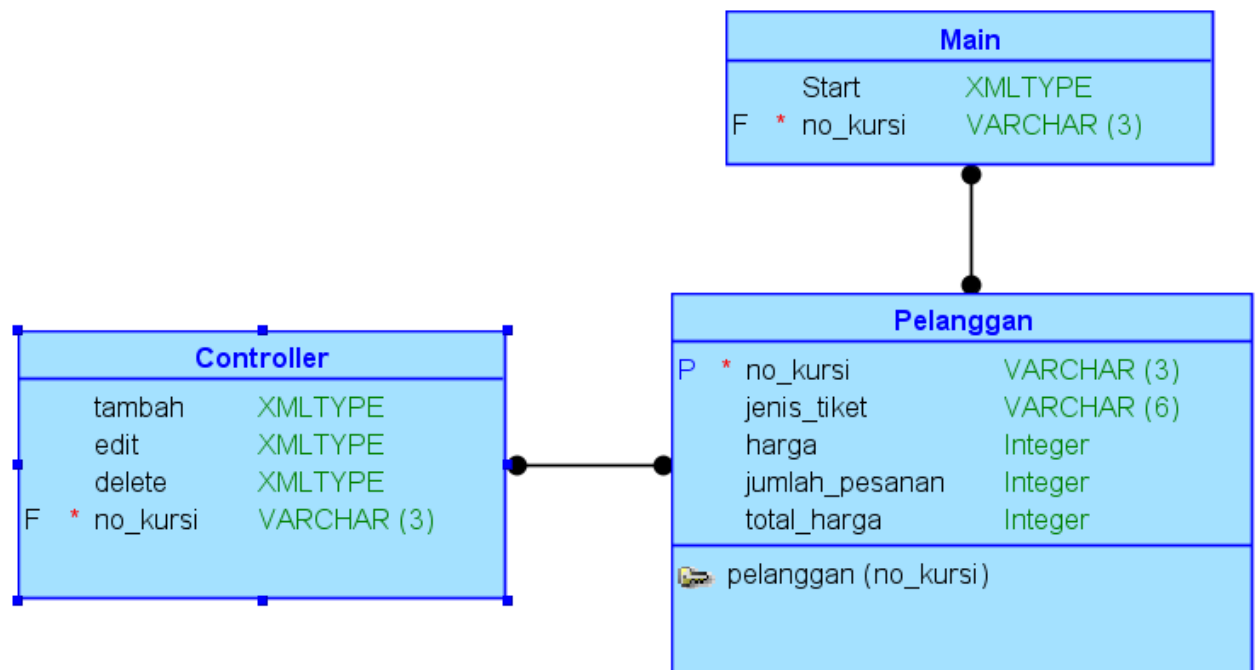 Main
Start XMLTYPE
F * no_kursi VARCHAR (3)
Controller
tambah XMLTYPE
edit XMLTYPE
delete XMLTYPE
F * no_kursi VARCHAR (3)
Pelanggan
P * no_kursi VARCHAR (3)
jenis_tiket VARCHAR (6)
harga Integer
jumlah_pesanan Integer
total_harga Integer
pelanggan (no_kursi)